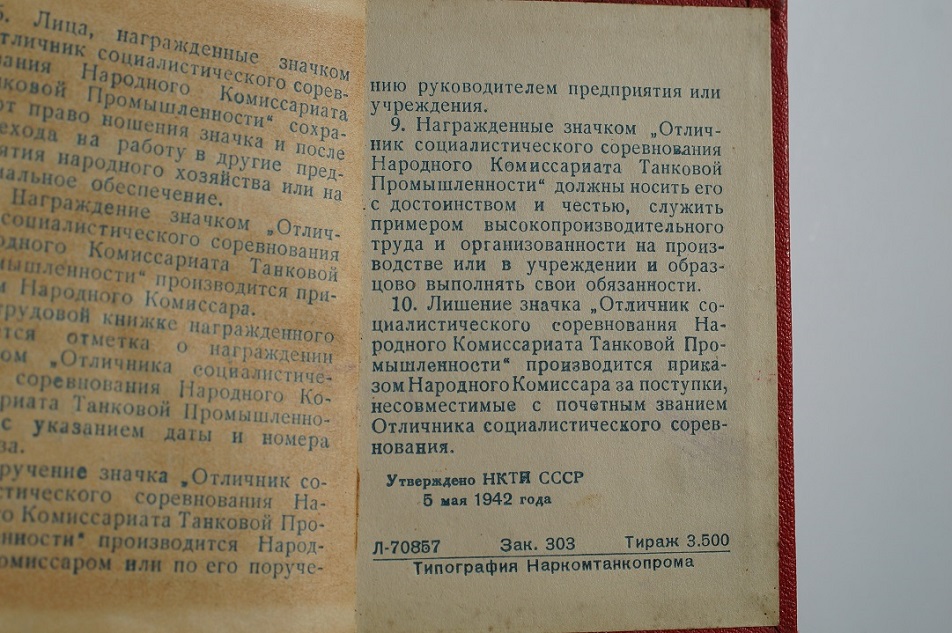 5. Лица, награжденные значком
социалистического сорев-
Народного Комиссариата
Промышленности“ сохра-
право ношения значка и после
на работу в другие пред-
народного хозяйства или на
обеспечение.
Награждение значком „Отлич-
социалистического соревнования
Комиссариата Танковой
производится при-
Народного Комиссара.
трудовой книжке награжденного
отметка о награждении
„Отличника социалистиче-
соревнования Народного Ко-
Танковой Промышленно-
с указанием даты и номера
значка „Отличник со-
соревнования На-
Комиссариата Танковой Про-
производится Народ-
или по его поруче-
нию руководителем предприятия или
учреждения.
9. Награжденные значком „Отлич-
ник социалистического соревнования
Народного Комиссариата Танковой
Промышленности“ должны носить его
с достоинством и честью, служить
примером высокопроизводительного
труда и организованности на произ-
водстве или в учреждении и образ-
цово выполнять свои обязанности.
10. Лишение значка „Отличник со-
циалистического соревнования На-
родного Комиссариата Танковой Про-
мышленности“ производится прика-
зом Народного Комиссара за поступки,
несовместимые с почетным званием
Отличника социалистического сорев-
нования.
Утверждено НКТП СССР
5 мая 1942 года
Л-70857 Зак. 303 Тираж 3.500
Типография Наркомтанкопрома